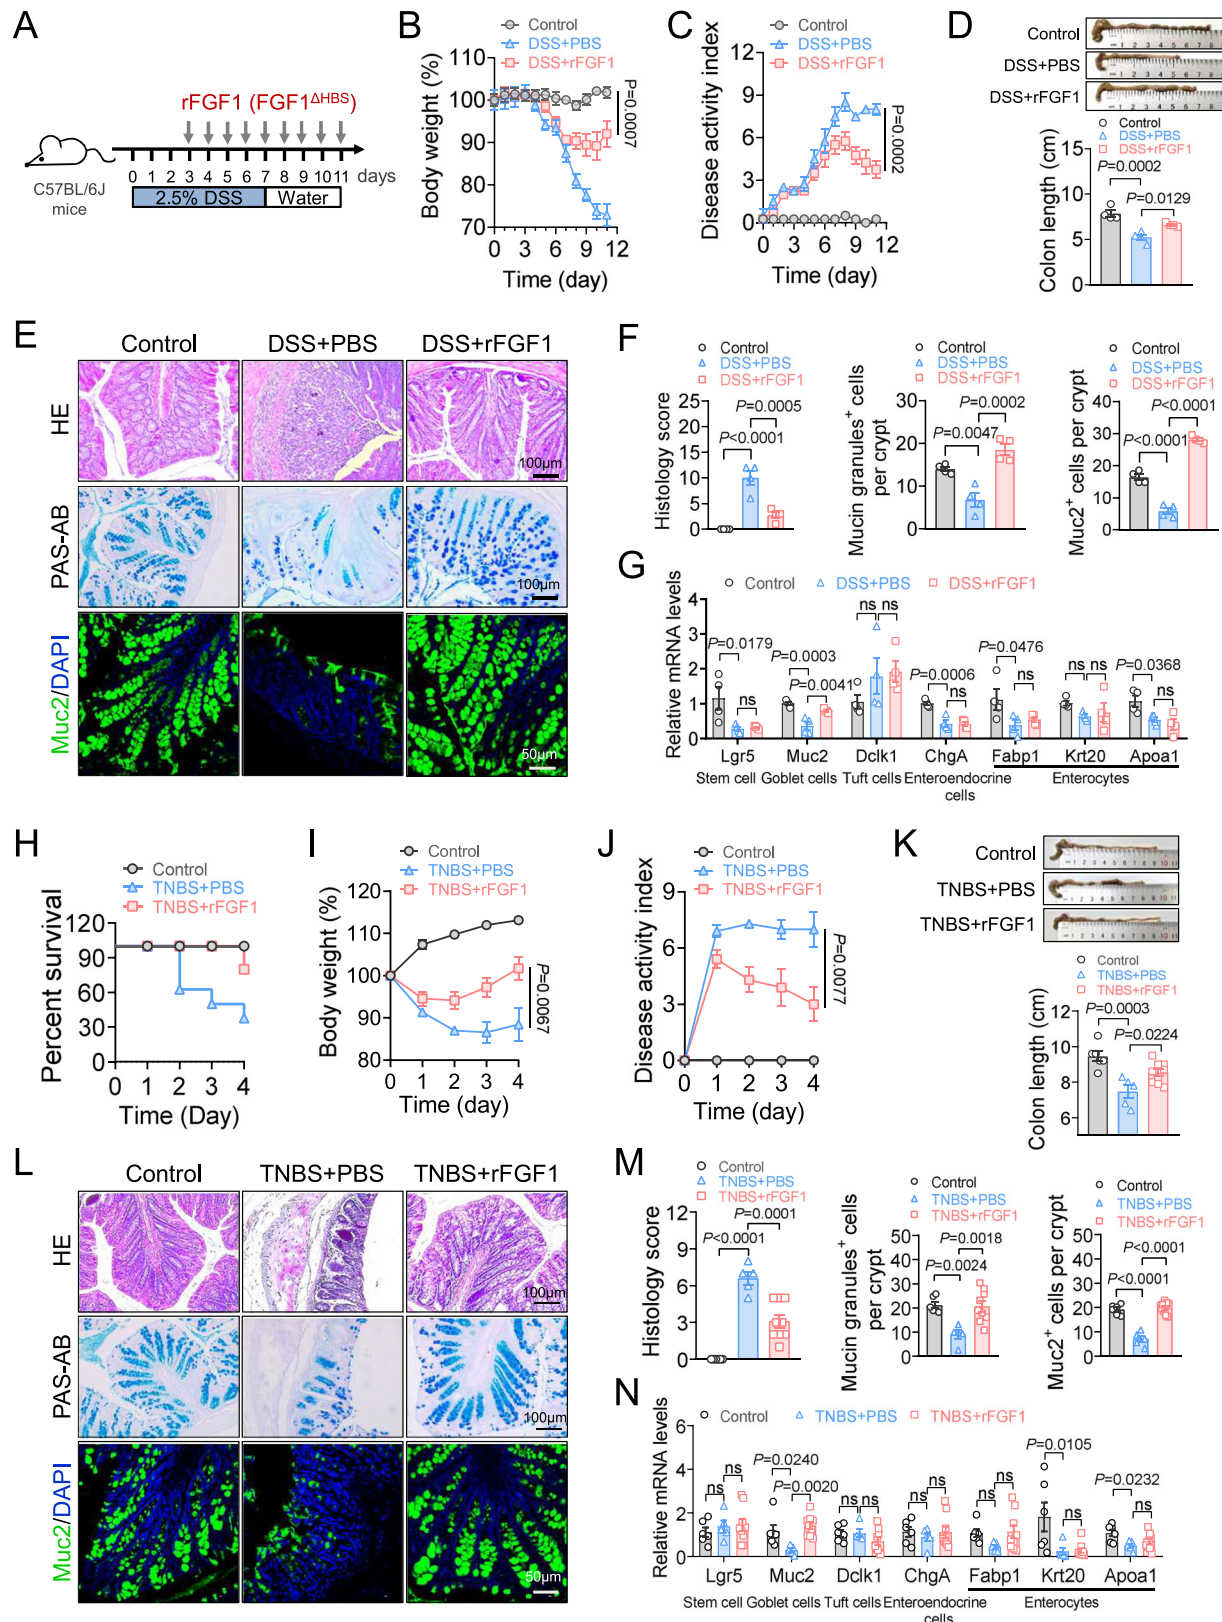 A
rFGF1 (FGF1ΔHBS)
0 1 2 3 4 5 6 7 8 9 10 11 days
C57BL/6J
mice
2.5% DSS
Water
B
Control
DSS+PBS
DSS+rFGF1
Body weight (%)
110
100
90
80
70
P=0.0007
0 3 6 9 12
Time (day)
C
Control
DSS+PBS
DSS+rFGF1
Disease activity index
9
6
3
0
P=0.0002
0 3 6 9 12
Time (day)
D
Control
DSS+PBS
DSS+rFGF1
Control
DSS+PBS
DSS+rFGF1
Colon length (cm)
15
10
5
0
P=0.0002
P=0.0129
E
Control DSS+PBS DSS+rFGF1
HE
100μm
PAS-AB
100μm
Muc2/DAPI
50μm
F
Control
DSS+PBS
DSS+rFGF1
Histology score
25
20
15
10
5
0
P=0.0005
P<0.0001
Control
DSS+PBS
DSS+rFGF1
Mucin granules+ cells
per crypt
30
20
10
0
P=0.0002
P=0.0047
Control
DSS+PBS
DSS+rFGF1
Muc2+ cells per crypt
40
30
20
10
0
P<0.0001
P<0.0001
G
Control DSS+PBS DSS+rFGF1
Relative mRNA levels
4
3
2
1
0
P=0.0179
ns
P=0.0003
P=0.0041
ns ns
P=0.0006
ns
P=0.0476
ns
ns ns
P=0.0368
ns
Lgr5 Muc2 Dclk1 ChgA Fabp1 Krt20 Apoa1
Stem cell Goblet cells Tuft cells Enteroendocrine Enterocytes
cells
H
Control
TNBS+PBS
TNBS+rFGF1
Percent survival
120
90
60
30
0
0 1 2 3 4
Time (Day)
I
Control
TNBS+PBS
TNBS+rFGF1
Body weight (%)
120
110
100
90
80
P=0.0067
0 1 2 3 4
Time (day)
J
Control
TNBS+PBS
TNBS+rFGF1
Disease activity index
9
6
3
0
P=0.0077
0 1 2 3 4
Time (day)
K
Control
TNBS+PBS
TNBS+rFGF1
Control
TNBS+PBS
TNBS+rFGF1
Colon length (cm)
12
10
8
6
P=0.0003
P=0.0224
L
Control TNBS+PBS TNBS+rFGF1
HE
100μm
PAS-AB
100μm
Muc2/DAPI
50μm
M
Control
TNBS+PBS
TNBS+rFGF1
Histology score
12
9
6
3
0
P=0.0001
P<0.0001
Control
TNBS+PBS
TNBS+rFGF1
Mucin granules+ cells
per crypt
50
40
30
20
10
0
P=0.0018
P=0.0024
Control
TNBS+PBS
TNBS+rFGF1
Muc2+ cells per crypt
50
40
30
20
10
0
P<0.0001
P<0.0001
N
Control TNBS+PBS TNBS+rFGF1
Relative mRNA levels
6
4
2
0
ns ns
P=0.0240
P=0.0020
ns ns
ns ns
ns ns
P=0.0105
ns
P=0.0232
ns
Lgr5 Muc2 Dclk1 ChgA Fabp1 Krt20 Apoa1
Stem cell Goblet cells Tuft cells Enteroendocrine Enterocytes
cells